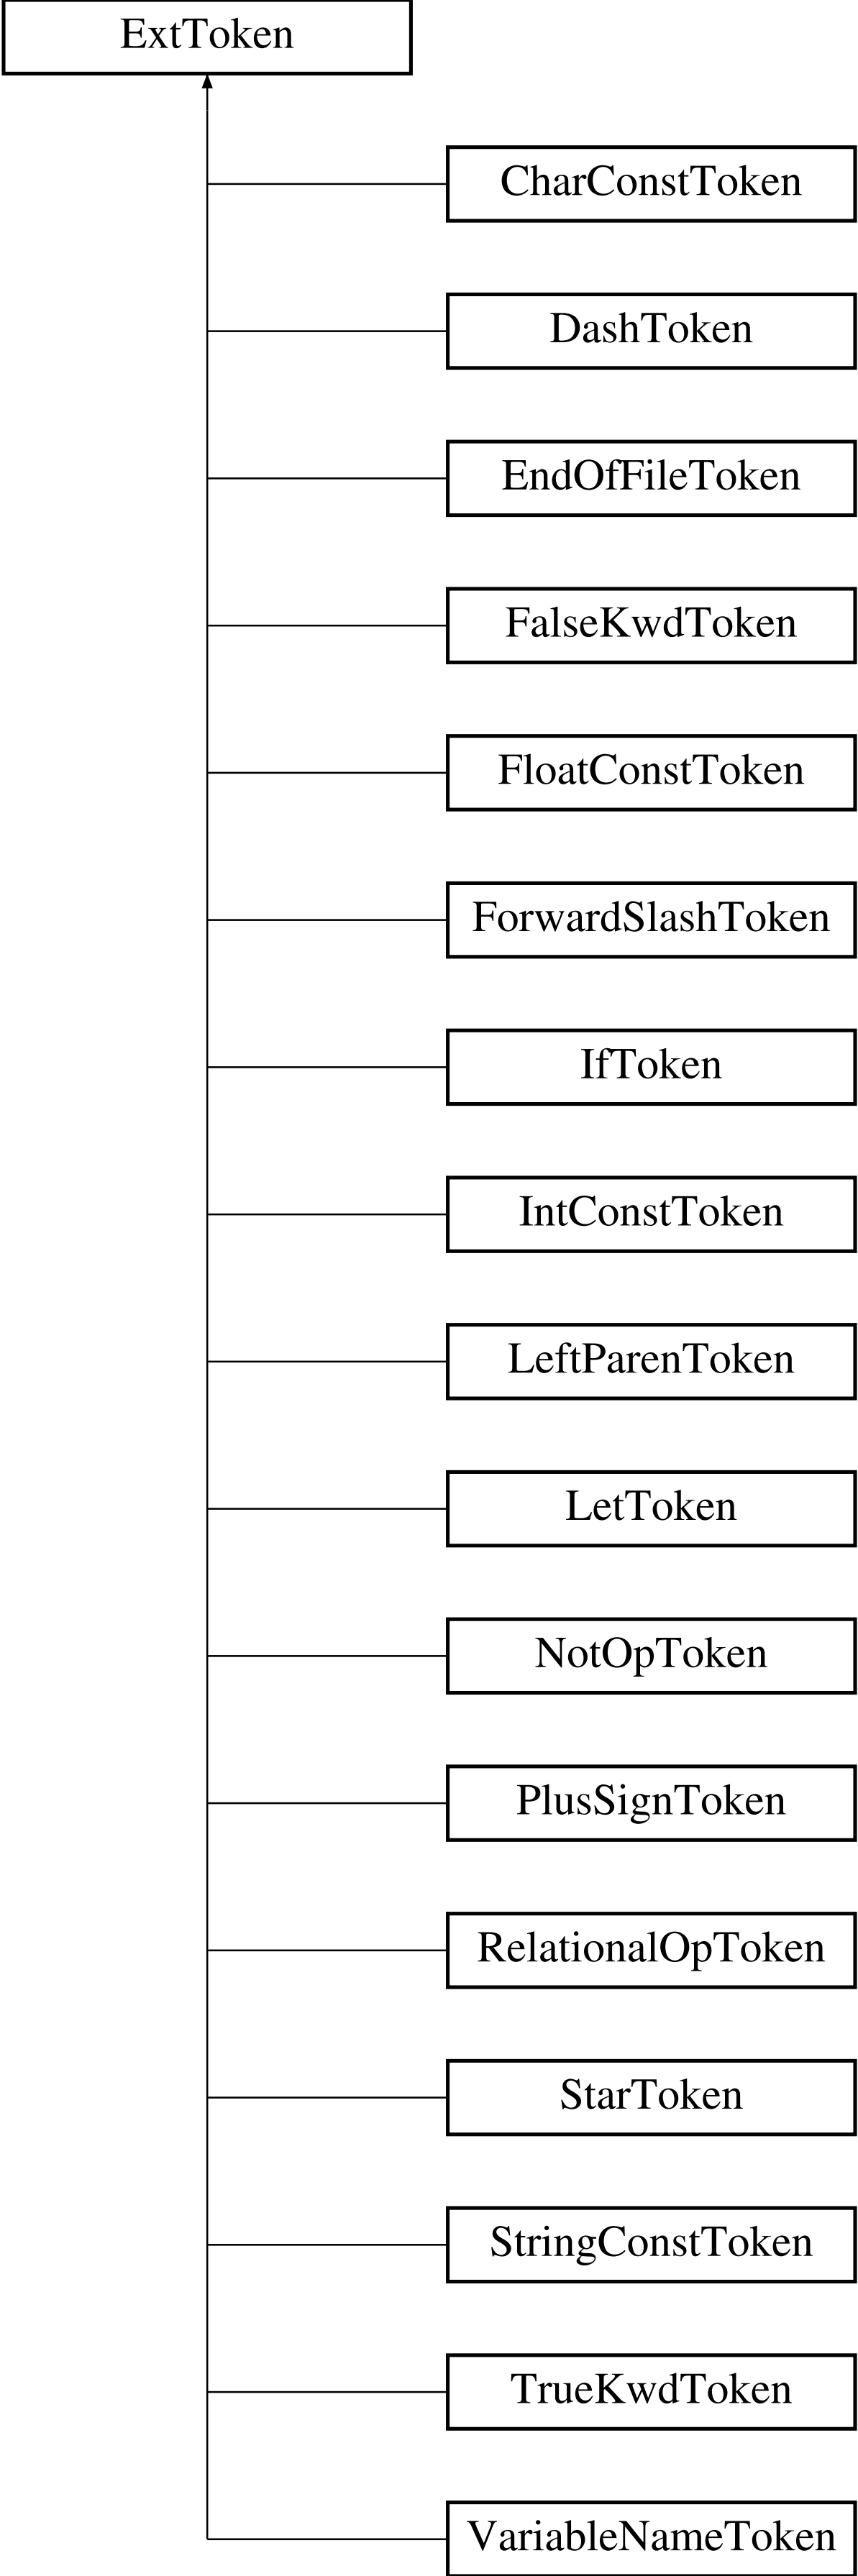 ExtToken
CharConstToken
DashToken
EndOfFileToken
FalseKwdToken
FloatConstToken
ForwardSlashToken
IfToken
IntConstToken
LeftParenToken
LetToken
NotOpToken
PlusSignToken
RelationalOpToken
StarToken
StringConstToken
TrueKwdToken
VariableNameToken